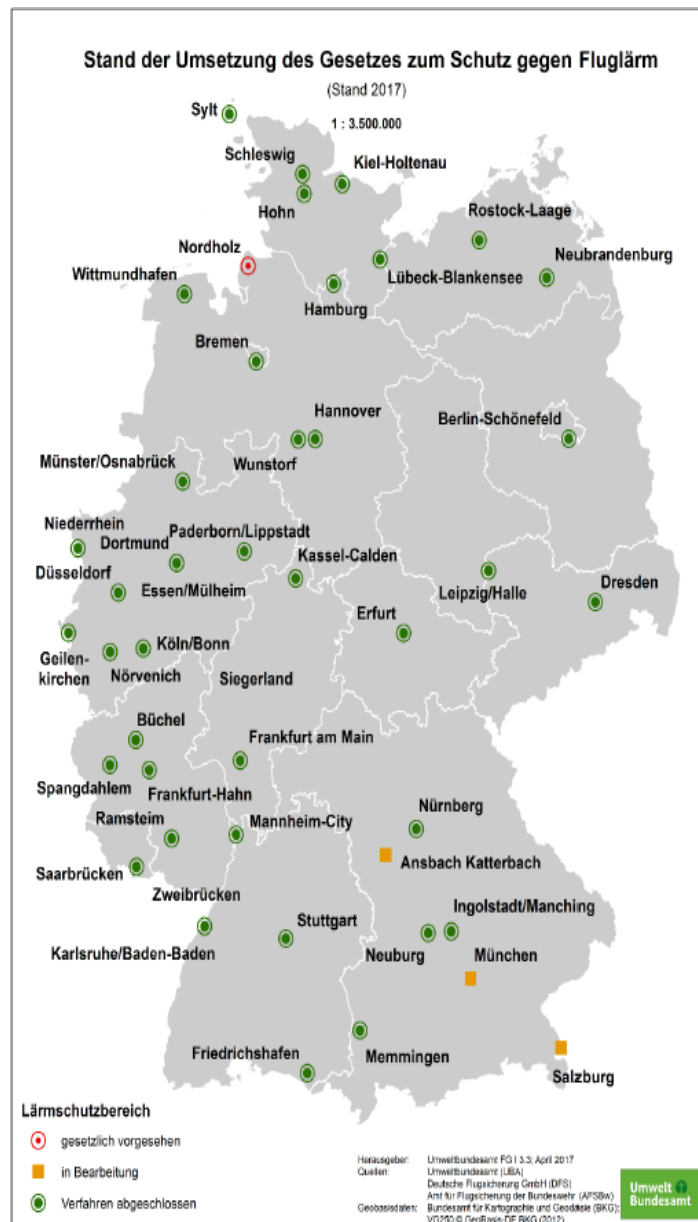 Stand der Umsetzung des Gesetzes zum Schutz gegen Fluglärm
(Stand 2017)
1 : 3.500.000
Sylt
Schleswig
Kiel-Holtenau
Hohn
Rostock-Laage
Nordholz
Neubrandenburg
Wittmundhafen
Lübeck-Blankensee
Hamburg
Bremen
Hannover
Berlin-Schönefeld
Wunstorf
Münster/Osnabrück
Niederrhein
Paderborn/Lippstadt
Dortmund
Kassel-Calden
Düsseldorf
Essen/Mülheim
Leipzig/Halle
Dresden
Erfurt
Köln/Bonn
Geilen-
kirchen
Nörvenich
Siegerland
Büchel
Frankfurt am Main
Spangdahlem
Frankfurt-Hahn
Nürnberg
Ramsteim
Mannheim-City
Ansbach Katterbach
Saarbrücken
Zweibrücken
Ingolstadt/Manching
Stuttgart
Karlsruhe/Baden-Baden
Neuburg
München
Friedrichshafen
Memmingen
Salzburg
Lärmschutzbereich
gesetzlich vorgesehen
in Bearbeitung
Verfahren abgeschlossen
Herausgeber: Umweltbundesamt FG I 3.3; April 2017
Quellen: Umweltbundesamt (UBA)
Deutsche Flugsicherung GmbH (DFS)
Amt für Flugsicherung der Bundeswehr (AFSBw)
Geobasisdaten: Bundesamt für Kartographie und Geodäsie (BKG);
VG250 © GeoBasis-DE BKG (2012)
Umwelt
Bundesamt